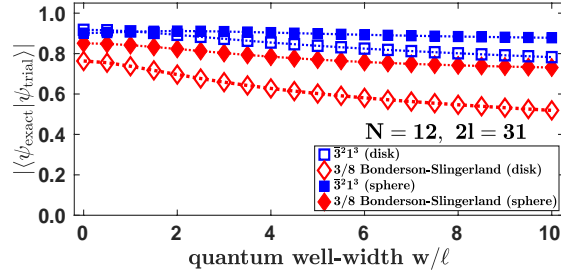 |⟨ψexact|ψtrial⟩|
1.0
0.8
0.6
0.4
0.2
0.0
N = 12, 2l = 31
3̅²1³ (disk)
3/8 Bonderson-Slingerland (disk)
3̅²1³ (sphere)
3/8 Bonderson-Slingerland (sphere)
0 2 4 6 8 10
quantum well-width w/ℓ